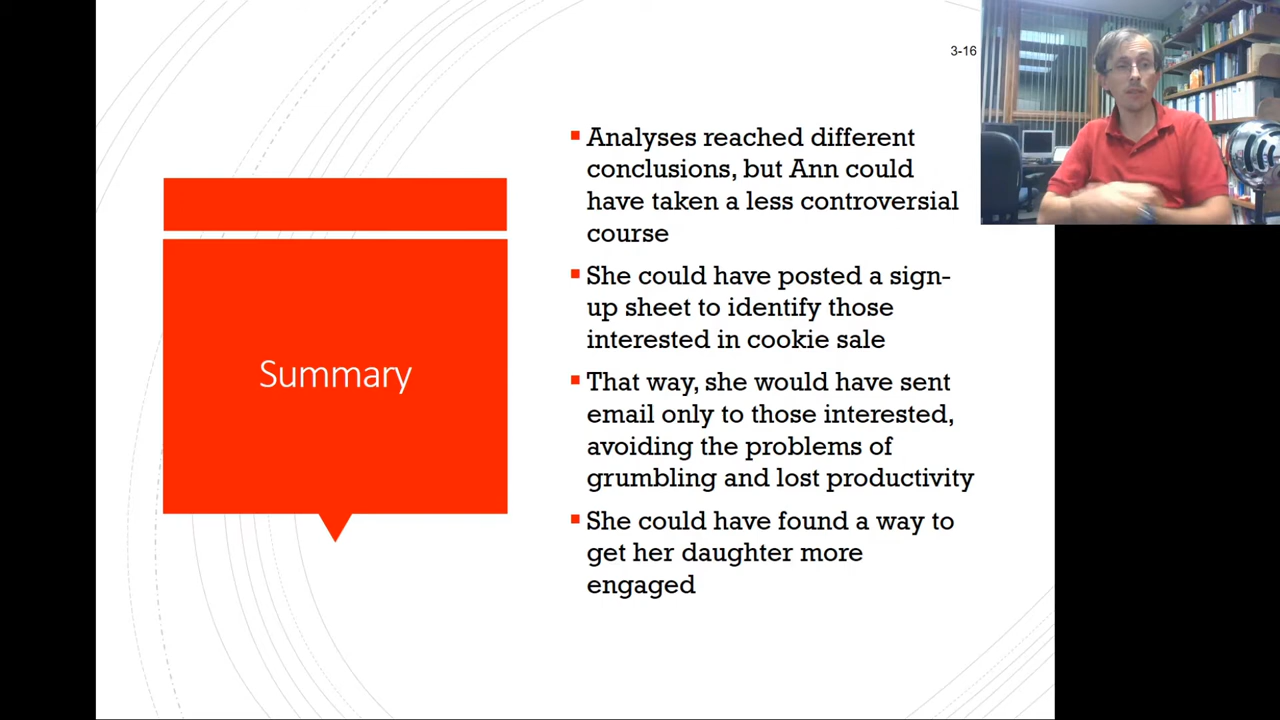 3-16
Analyses reached different
conclusions, but Ann could
have taken a less controversial
course
She could have posted a sign-
up sheet to identify those
interested in cookie sale
Summary
That way, she would have sent
email only to those interested,
avoiding the problems of
grumbling and lost productivity
She could have found a way to
get her daughter more
engaged